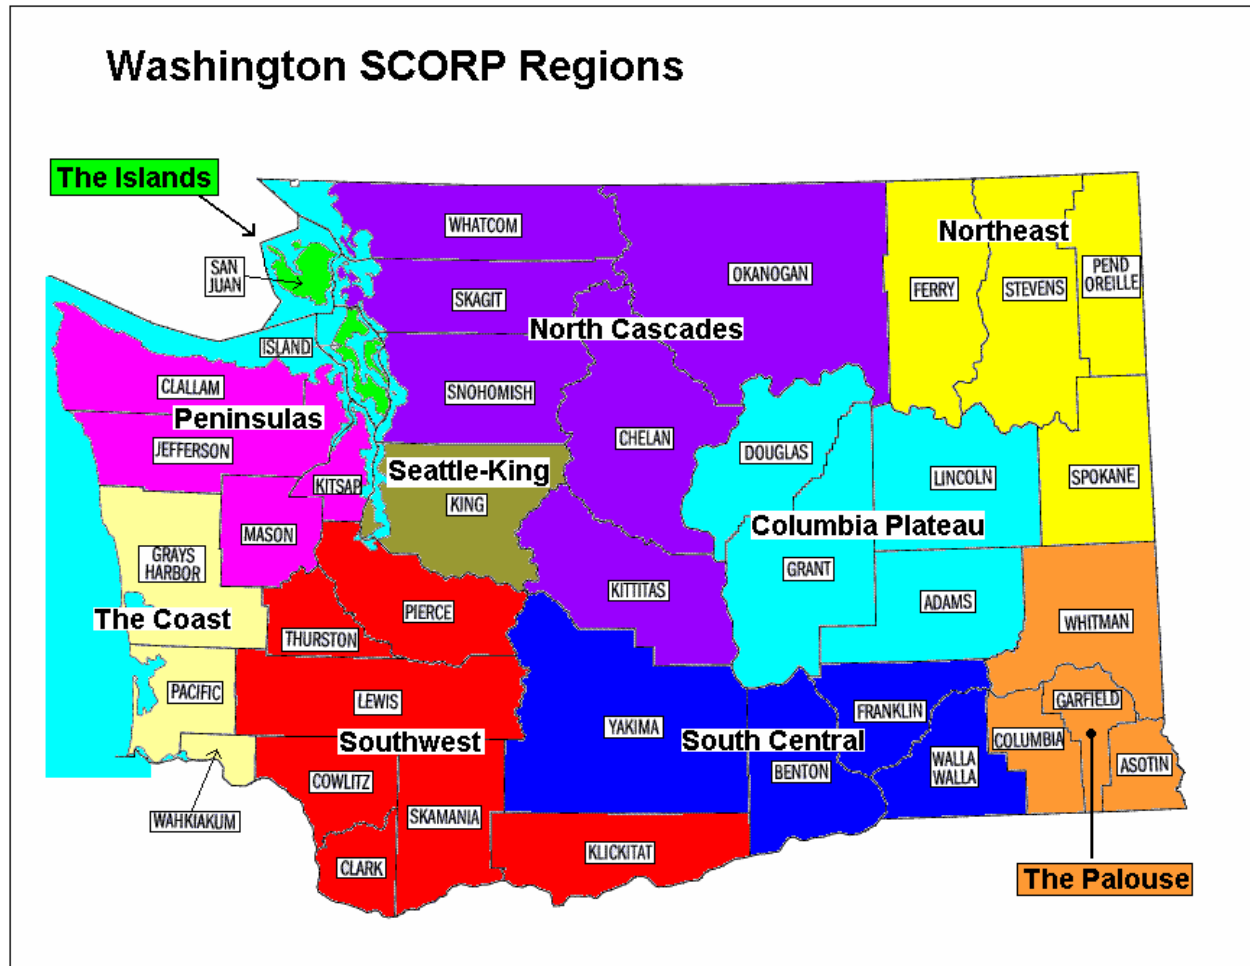 Washington SCORP Regions
The Islands
WHATCOM
Northeast
SAN
JUAN
OKANOGAN
PEND
OREILLE
FERRY
STEVENS
SKAGIT
North Cascades
ISLAND
CLALLAM
SNOHOMISH
Peninsulas
CHELAN
DOUGLAS
JEFFERSON
Seattle-King
LINCOLN
SPOKANE
KITSAP
KING
Columbia Plateau
MASON
GRAYS
HARBOR
GRANT
KITTITAS
ADAMS
The Coast
PIERCE
WHITMAN
THURSTON
PACIFIC
LEWIS
GARFIELD
FRANKLIN
YAKIMA
Southwest
South Central
COLUMBIA
WALLA
WALLA
ASOTIN
BENTON
COWLITZ
WAHKIAKUM
SKAMANIA
KLICKITAT
CLARK
The Palouse